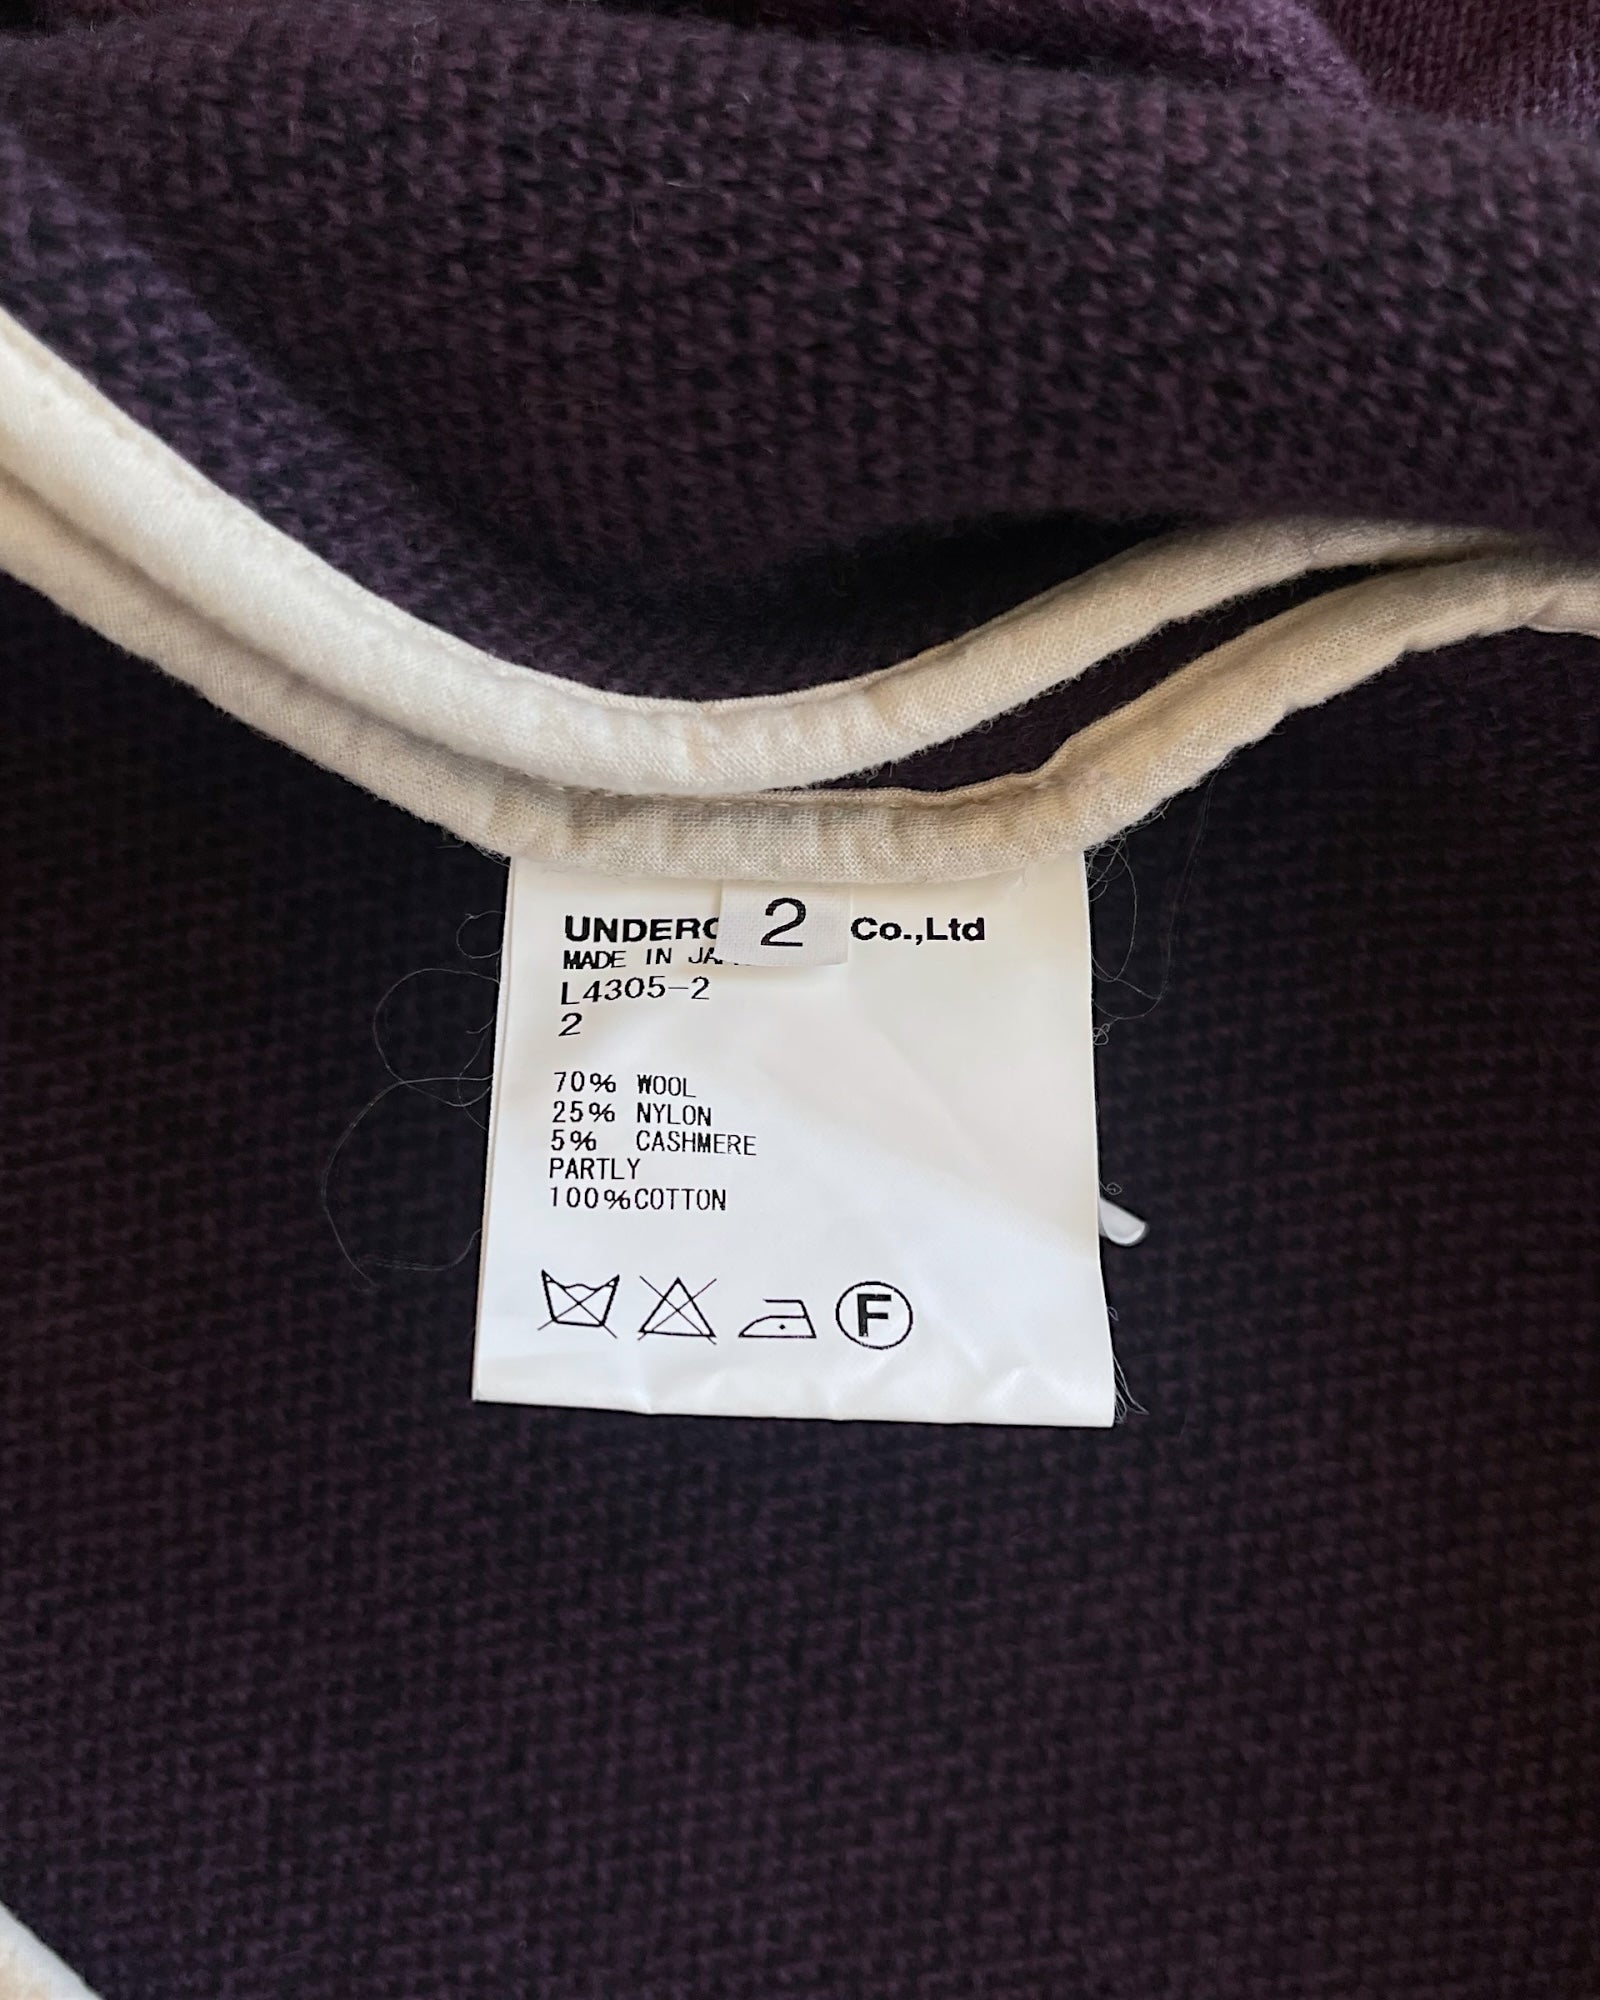 UNDERC 2 Co.,Ltd
MADE IN JA
L4305-2
2
70% WOOL
25% NYLON
5% CASHMERE
PARTLY
100%COTTON
F